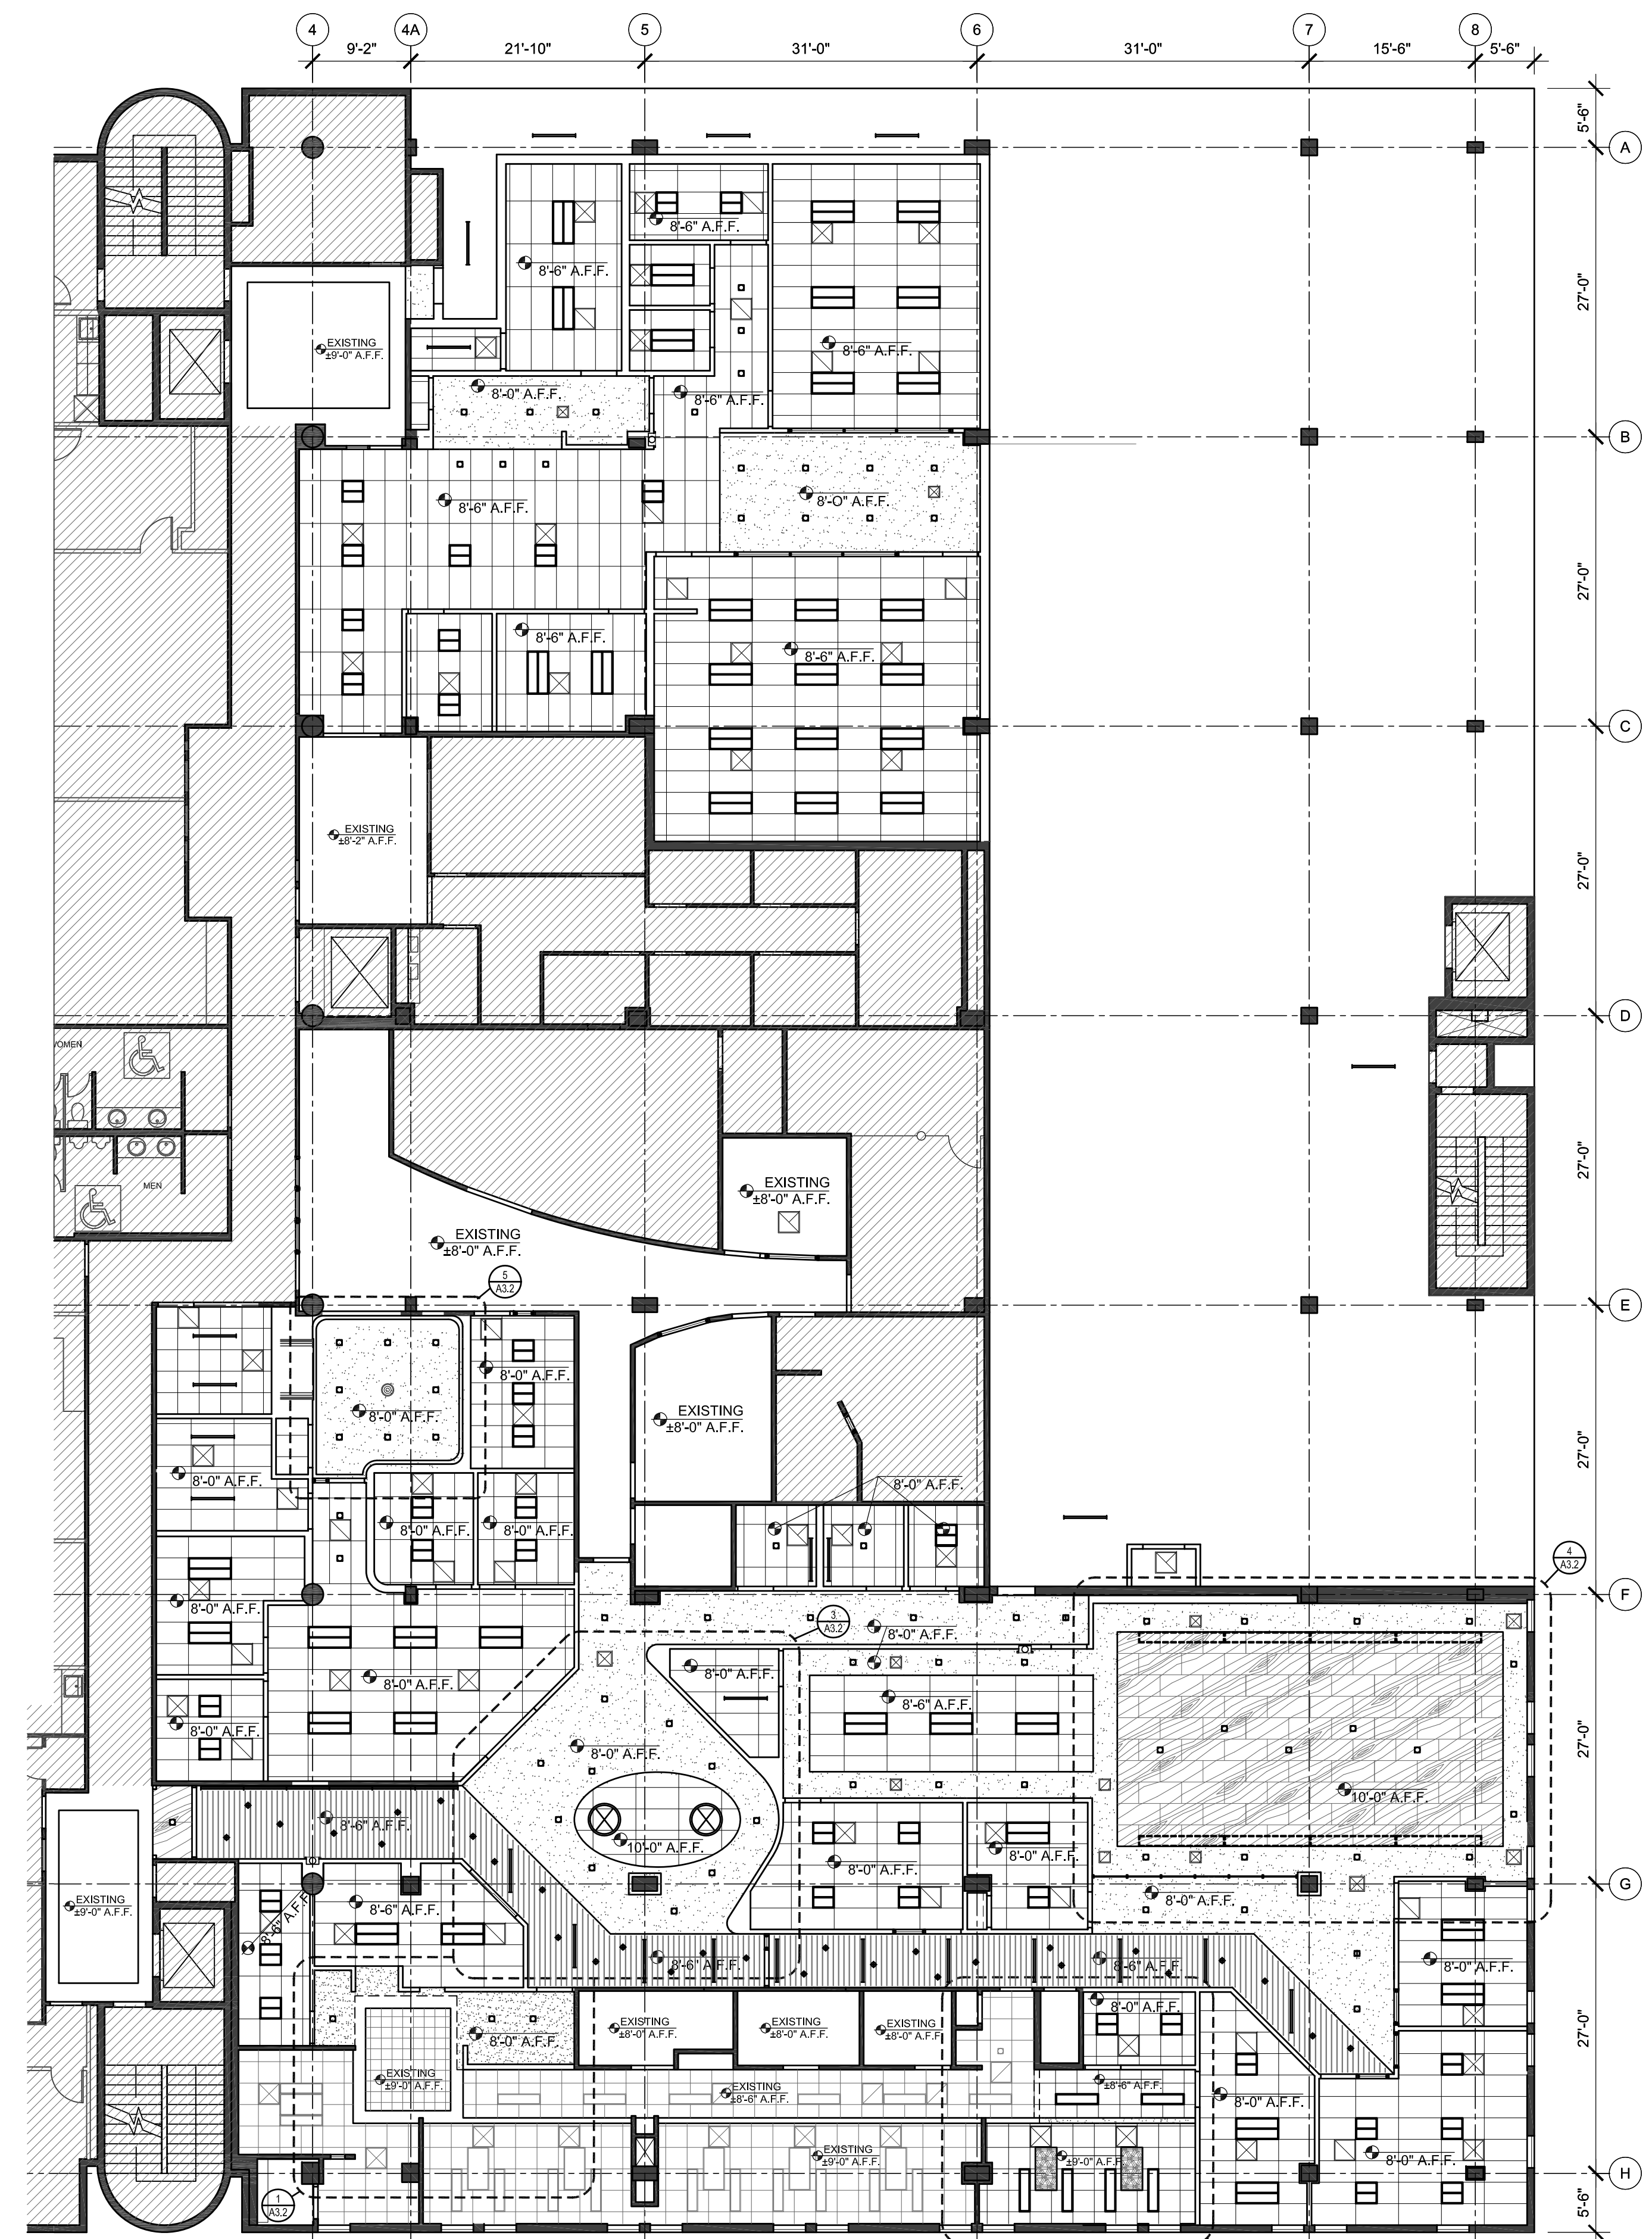 4 4A 5 6 7 8
9'-2" 21'-10" 31'-0" 31'-0" 15'-6" 5'-6"
5'-6"
A
8'-6" A.F.F.
8'-6" A.F.F.
27'-0"
EXISTING
±9'-0" A.F.F.
8'-6" A.F.F.
8'-0" A.F.F.
8'-6" A.F.F.
B
8'-6" A.F.F.
8'-O" A.F.F.
27'-0"
8'-6" A.F.F.
8'-6" A.F.F.
C
EXISTING
±8'-2" A.F.F.
27'-0"
D
WOMEN
27'-0"
MEN
EXISTING
±8'-0" A.F.F.
EXISTING
±8'-0" A.F.F.
5
A3.2
E
8'-0" A.F.F.
8'-0" A.F.F.
EXISTING
±8'-0" A.F.F.
27'-0"
8'-0" A.F.F.
8'-0" A.F.F.
8'-0" A.F.F.
8'-0" A.F.F.
4
A3.2
F
8'-0" A.F.F.
3
A3.2
8'-0" A.F.F.
8'-0" A.F.F.
8'-0" A.F.F.
8'-6" A.F.F.
8'-0" A.F.F.
8'-0" A.F.F.
27'-0"
10'-0" A.F.F.
8'-6" A.F.F.
10'-0" A.F.F.
8'-0" A.F.F.
8'-0" A.F.F.
G
EXISTING
±9'-0" A.F.F.
8'-6" A.F.F.
8'-6" A.F.F.
8'-0" A.F.F.
8'-6" A.F.F.
8'-6" A.F.F.
8'-0" A.F.F.
8'-0" A.F.F.
EXISTING
±8'-0" A.F.F.
EXISTING
±8'-0" A.F.F.
EXISTING
±8'-0" A.F.F.
8'-0" A.F.F.
27'-0"
EXISTING
±9'-0" A.F.F.
EXISTING
±8'-6" A.F.F.
±8'-6" A.F.F.
8'-0" A.F.F.
EXISTING
±9'-0" A.F.F.
±9'-0" A.F.F.
8'-0" A.F.F.
H
1
A3.2
5'-6"